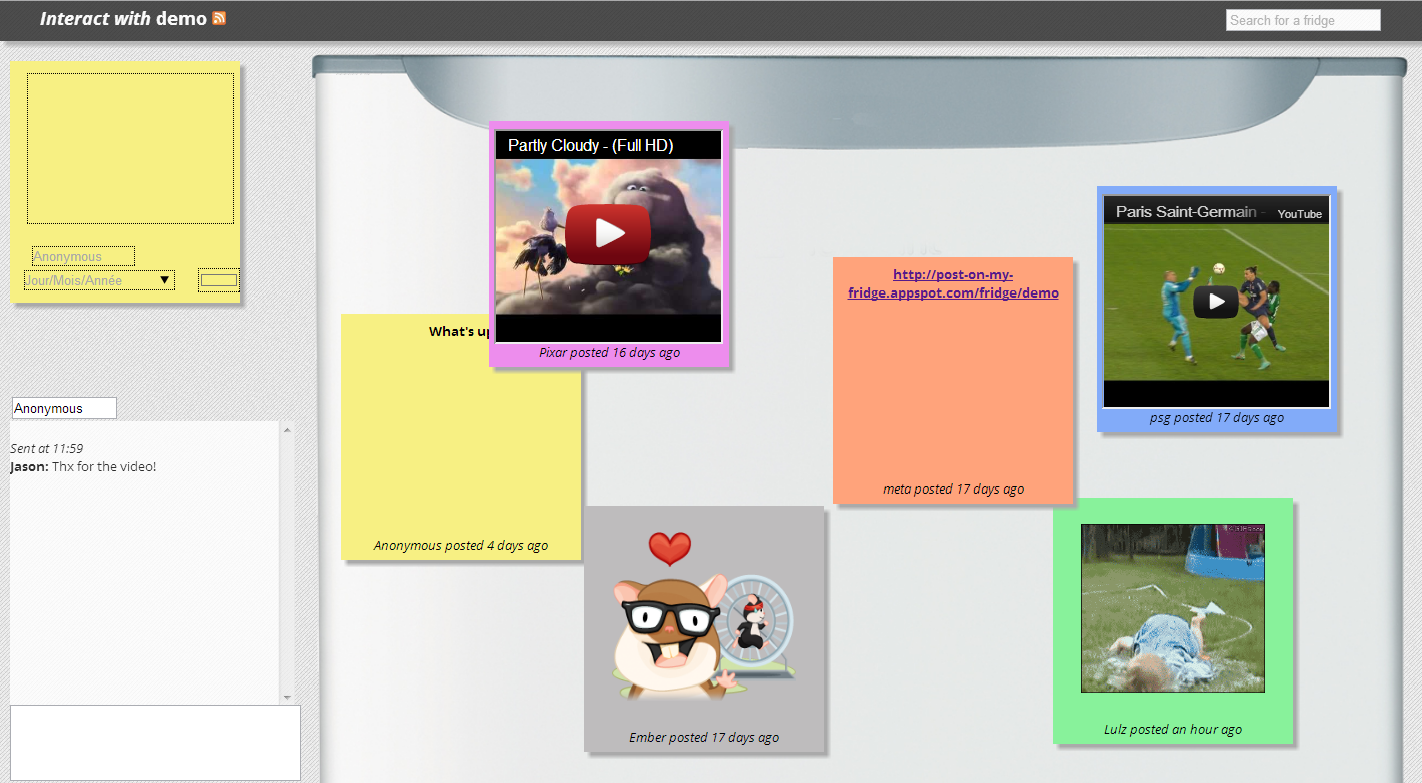 Interact with demo
Search for a fridge
Anonymous
Jour/Mois/Année
Anonymous
Sent at 11:59
Jason: Thx for the video!
What's up
Anonymous posted 4 days ago
Partly Cloudy - (Full HD)
Pixar posted 16 days ago
http://post-on-my-
fridge.appspot.com/fridge/demo
meta posted 17 days ago
Paris Saint-Germain - YouTube
psg posted 17 days ago
Ember posted 17 days ago
Lulz posted an hour ago